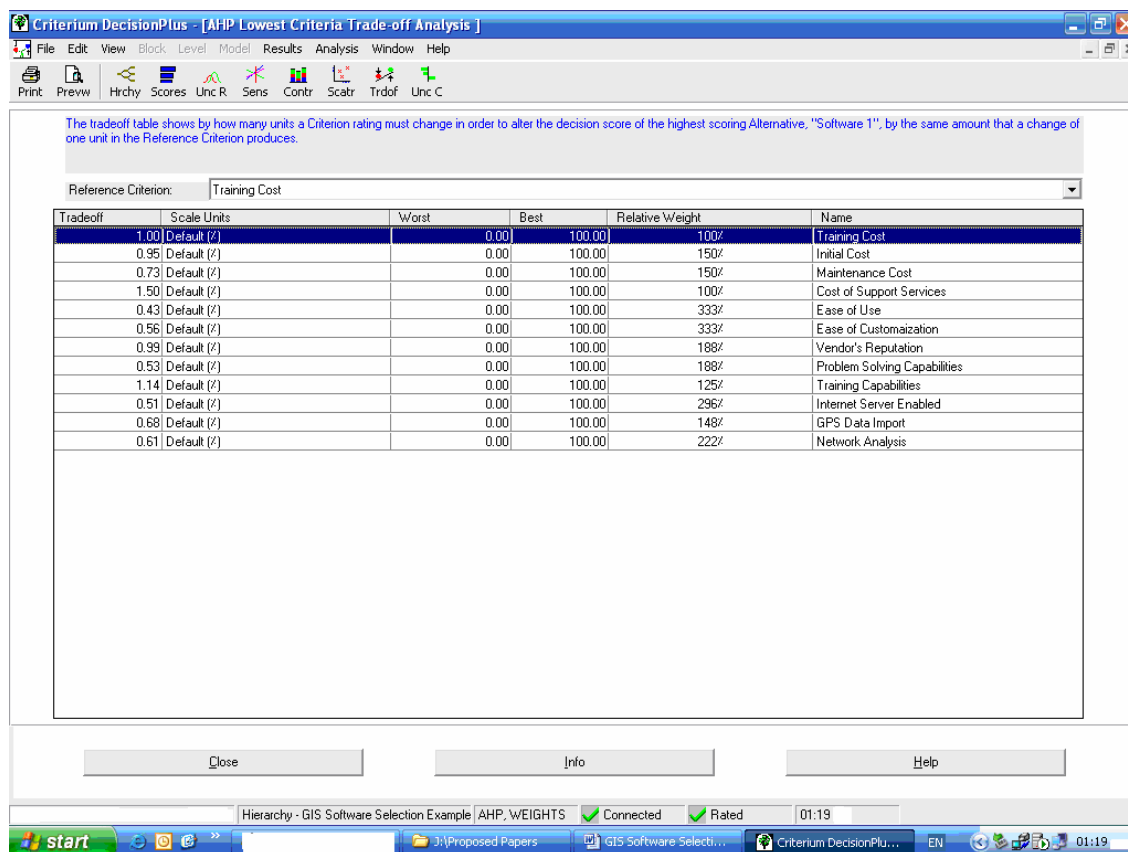 Criterium DecisionPlus - [AHP Lowest Criteria Trade-off Analysis ]
File Edit View Block Level Model Results Analysis Window Help
Print Prevw Hrchy Scores Unc R Sens Contr Scatr Trdof Unc C
The tradeoff table shows by how many units a Criterion rating must change in order to alter the decision score of the highest scoring Alternative, "Software 1", by the same amount that a change of
one unit in the Reference Criterion produces.
Reference Criterion: Training Cost
Tradeoff Scale Units Worst Best Relative Weight Name
1.00 Default (%) 0.00 100.00 100% Training Cost
0.95 Default (%) 0.00 100.00 150% Initial Cost
0.73 Default (%) 0.00 100.00 150% Maintenance Cost
1.50 Default (%) 0.00 100.00 100% Cost of Support Services
0.43 Default (%) 0.00 100.00 333% Ease of Use
0.56 Default (%) 0.00 100.00 333% Ease of Customaization
0.99 Default (%) 0.00 100.00 188% Vendor's Reputation
0.53 Default (%) 0.00 100.00 188% Problem Solving Capabilities
1.14 Default (%) 0.00 100.00 125% Training Capabilities
0.51 Default (%) 0.00 100.00 296% Internet Server Enabled
0.68 Default (%) 0.00 100.00 148% GPS Data Import
0.61 Default (%) 0.00 100.00 222% Network Analysis
Close Info Help
Hierarchy - GIS Software Selection Example AHP, WEIGHTS Connected Rated 01:19
start » J:\Proposed Papers GIS Software Selecti... Criterium DecisionPlu... EN 01:19